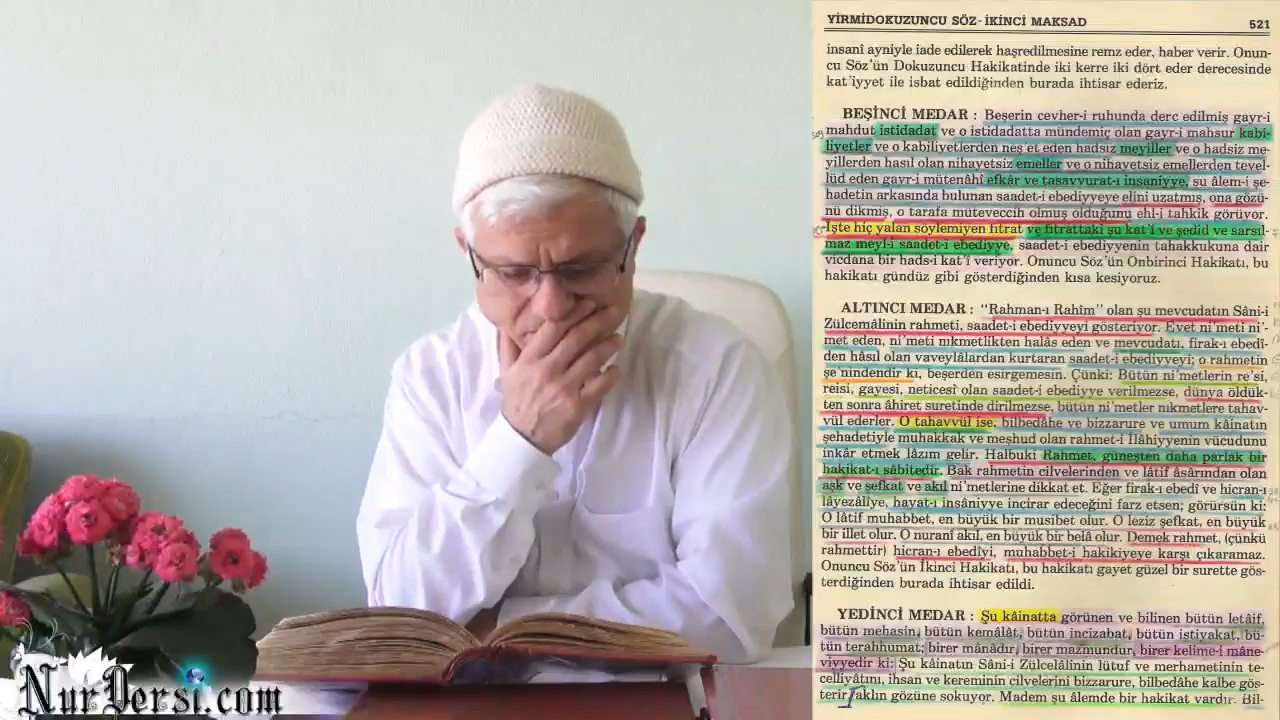 YİRMİDOKUZUNCU SÖZ - İKİNCİ MAKSAD 521
insanî ayniyle iade edilerek haşredilmesine remz eder, haber verir. Onun-
cu Söz'ün Dokuzuncu Hakikatinde iki kerre iki dört eder derecesinde
kat'iyyet ile isbat edildiğinden burada ihtisar ederiz.
BEŞİNCİ MEDAR : Beşerin cevher-i ruhunda derc edilmiş gayr-i
mahdut istidadat ve o istidadatta mündemiç olan gayr-i mahsur kabi-
liyetler ve o kabiliyetlerden neş'et eden hadsiz meyiller ve o hadsiz me-
yillerden hasıl olan nihayetsiz emeller ve o nihayetsiz emellerden tevel-
lüd eden gayr-i mütenâhî efkâr ve tasavvurat-ı insaniyye, şu âlem-i şe-
hadetin arkasında bulunan saadet-i ebediyyeye elini uzatmış, ona gözü-
nü dikmiş, o tarafa müteveccih olmuş olduğunu ehl-i tahkik görüyor.
İşte hiç yalan söylemiyen fıtrat ve fıtrattaki şu kat'î ve şedid ve sarsıl-
maz meyl-i saadet-i ebediyye, saadet-i ebediyyenin tahakkukuna dair
vicdana bir hads-i kat'î veriyor. Onuncu Söz'ün Onbirinci Hakikatı, bu
hakikatı gündüz gibi gösterdiğinden kısa kesiyoruz.
ALTINCI MEDAR : "Rahman-ı Rahîm" olan şu mevcudatın Sâni-i
Zülcemâlinin rahmeti, saadet-i ebediyyeyi gösteriyor. Evet ni'meti ni'-
met eden, ni'meti nıkmetlikten halâs eden ve mevcudatı, firak-ı ebedî-
den hâsıl olan vaveylâlardan kurtaran saadet-i ebediyyeyi; o rahmetin
şe'nindendir ki, beşerden esirgemesin. Çünki: Bütün ni'metlerin re'si,
reisi, gayesi, neticesi olan saadet-i ebediyye verilmezse, dünya öldük-
ten sonra âhiret suretinde dirilmezse, bütün ni'metler nıkmetlere tahav-
vül ederler. O tahavvül ise, bilbedâhe ve bizzarure ve umum kâinatın
şehadetiyle muhakkak ve meşhud olan rahmet-i İlâhiyyenin vücudunu
inkâr etmek lâzım gelir. Halbuki Rahmet, güneşten daha parlak bir
hakikat-ı sâbitedir. Bak rahmetin cilvelerinden ve lâtif âsârından olan
aşk ve şefkat ve akıl ni'metlerine dikkat et. Eğer firak-ı ebedî ve hicran-ı
lâyezâlîye, hayat-ı insâniyye incirar edeceğini farz etsen; görürsün ki:
O lâtif muhabbet, en büyük bir musibet olur. O leziz şefkat, en büyük
bir illet olur. O nuranî akıl, en büyük bir belâ olur. Demek rahmet, (çünkü
rahmettir) hicran-ı ebedîyi, muhabbet-i hakikiyeye karşı çıkaramaz.
Onuncu Söz'ün İkinci Hakikatı, bu hakikatı gayet güzel bir surette gös-
terdiğinden burada ihtisar edildi.
YEDİNCİ MEDAR : Şu kâinatta görünen ve bilinen bütün letâif,
bütün mehasin, bütün kemâlât, bütün incizabat, bütün iştiyakat, bü-
tün terahhumat; birer mânâdır, birer mazmundur, birer kelime-i mâne-
viyyedir ki: Şu kâinatın Sâni-i Zülcelâlinin lütuf ve merhametinin te-
celliyâtını, ihsan ve kereminin cilvelerini bizzarure, bilbedâhe kalbe gös-
terir, aklın gözüne sokuyor. Madem şu âlemde bir hakikat vardır. Bil-
NurDersi.com